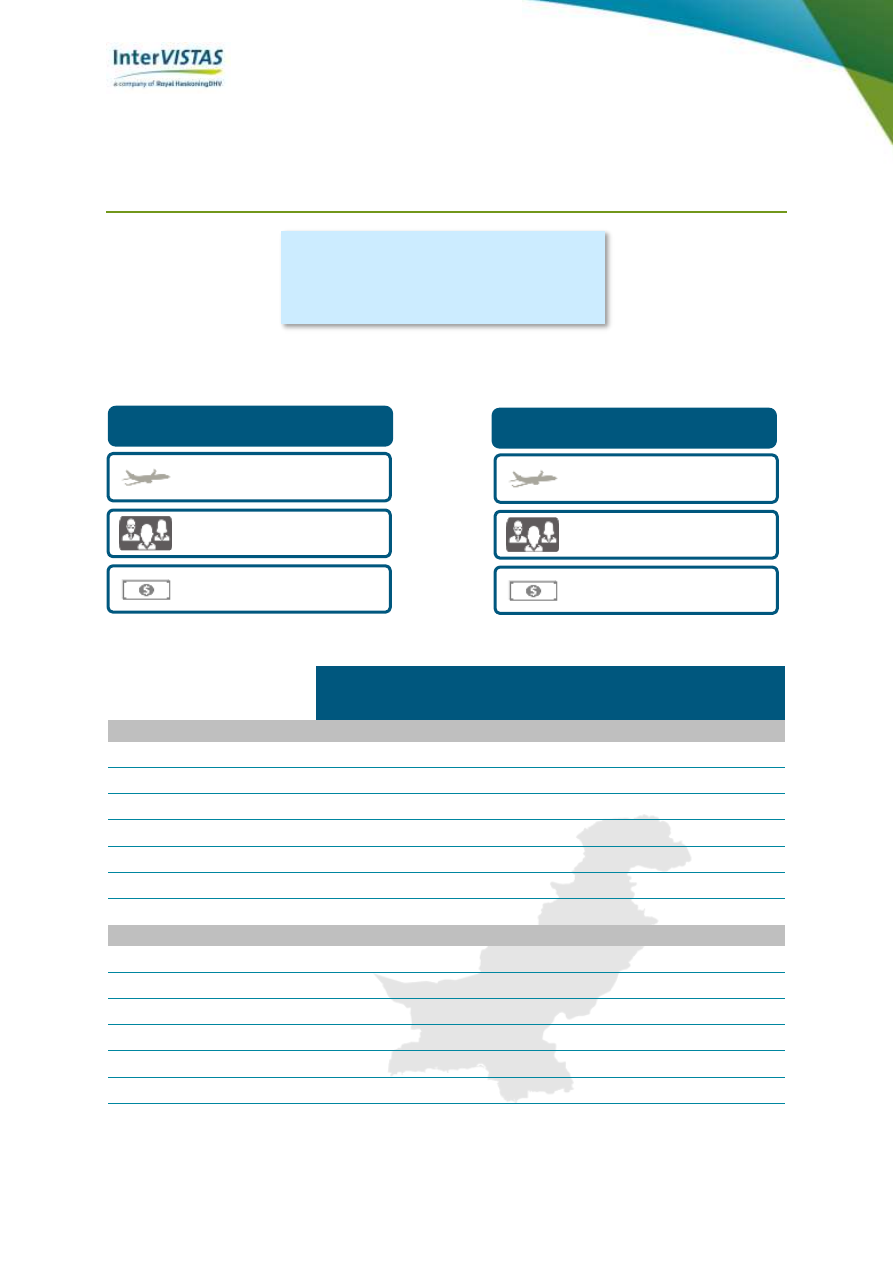 InterVISTAS
a company of Royal HaskoningDHV
$
$